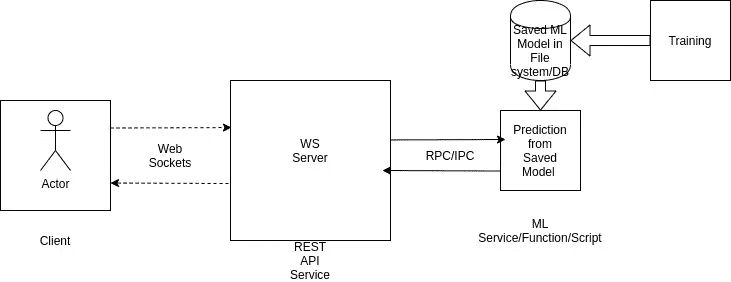 Saved ML
Model in
File
system/DB
Training
Actor
Client
Web
Sockets
WS
Server
REST
API
Service
RPC/IPC
Prediction
from
Saved
Model
ML
Service/Function/Script